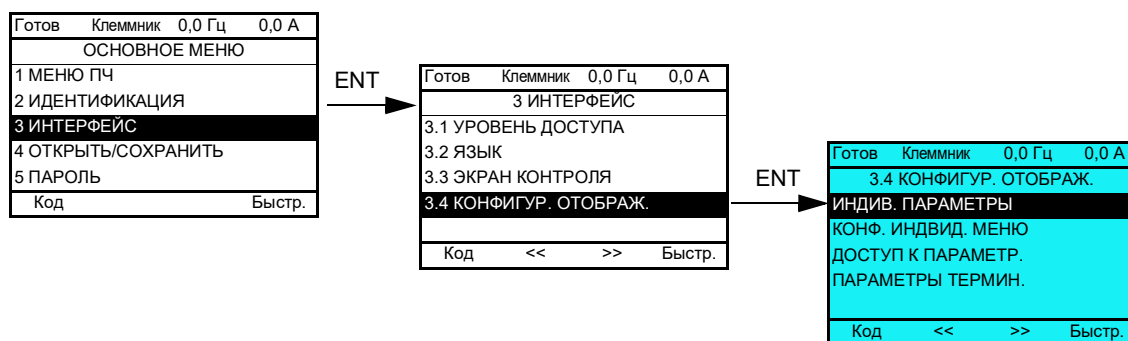 Готов Клеммник 0,0 Гц 0,0 А
ОСНОВНОЕ МЕНЮ
1 МЕНЮ ПЧ
2 ИДЕНТИФИКАЦИЯ
3 ИНТЕРФЕЙС
4 ОТКРЫТЬ/СОХРАНИТЬ
5 ПАРОЛЬ
Код Быстр.
ENT
Готов Клеммник 0,0 Гц 0,0 А
3 ИНТЕРФЕЙС
3.1 УРОВЕНЬ ДОСТУПА
3.2 ЯЗЫК
3.3 ЭКРАН КОНТРОЛЯ
3.4 КОНФИГУР. ОТОБРАЖ.
Код << >> Быстр.
ENT
Готов Клеммник 0,0 Гц 0,0 А
3.4 КОНФИГУР. ОТОБРАЖ.
ИНДИВ. ПАРАМЕТРЫ
КОНФ. ИНДВИД. МЕНЮ
ДОСТУП К ПАРАМЕТР.
ПАРАМЕТРЫ ТЕРМИН.
Код << >> Быстр.